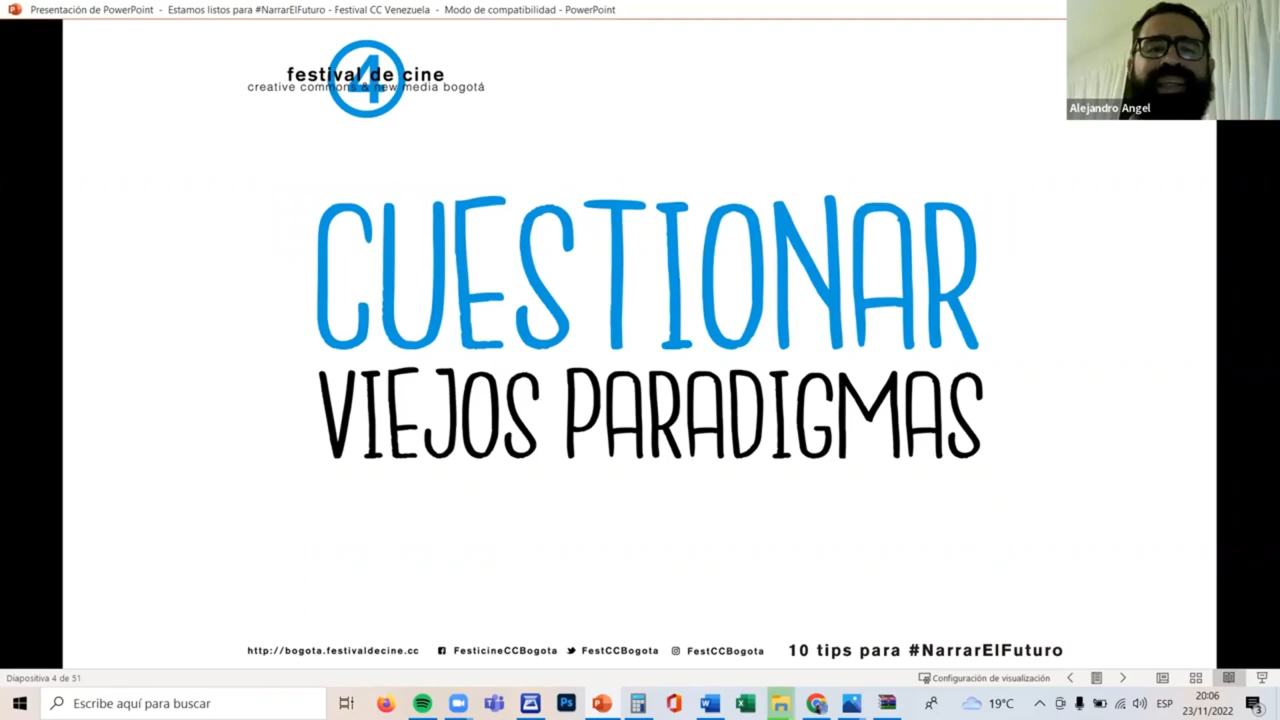 Presentación de PowerPoint - Estamos listos para #NarrarElFuturo - Festival CC Venezuela - Modo de compatibilidad - PowerPoint
Alejandro Angel
4
festival de cine
creative commons & new media bogotá
CUESTIONAR
VIEJOS PARADIGMAS
http://bogota.festivaldecine.cc FesticineCCBogota FestCCBogota FestCCBogota 10 tips para #NarrarElFuturo
Diapositiva 4 de 51
Configuración de visualización
Escribe aquí para buscar
19°C
ESP
20:06
23/11/2022
3